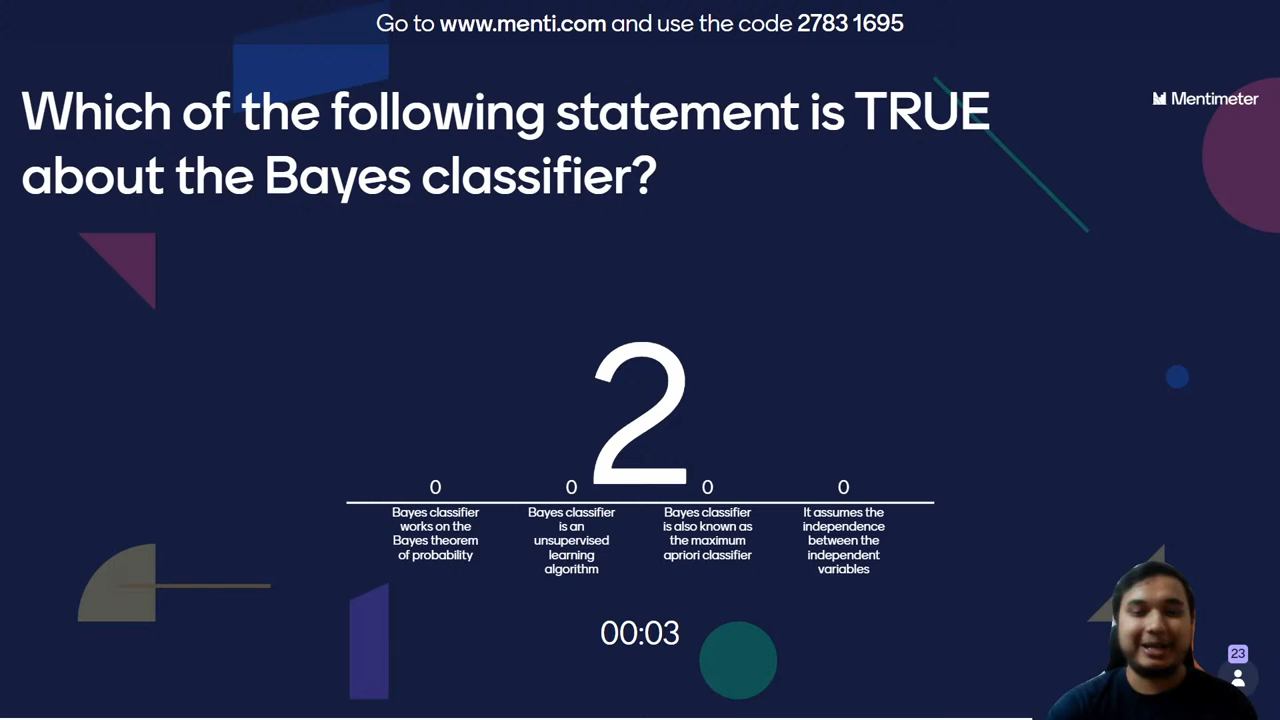 Go to www.menti.com and use the code 2783 1695
Mentimeter
Which of the following statement is TRUE
about the Bayes classifier?
2
0
0
0
0
Bayes classifier
works on the
Bayes theorem
of probability
Bayes classifier
is an
unsupervised
learning
algorithm
Bayes classifier
is also known as
the maximum
apriori classifier
It assumes the
independence
between the
independent
variables
00:03
23